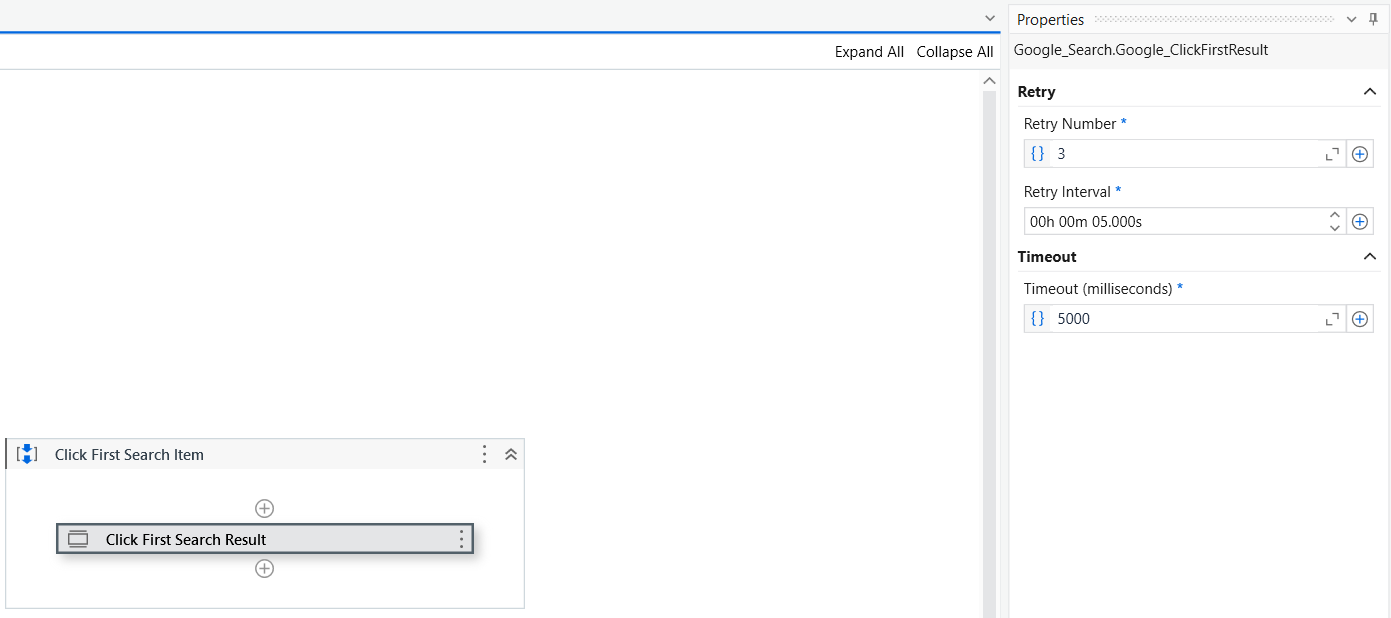 Expand All Collapse All
Click First Search Item
Click First Search Result
Properties
Google_Search.Google_ClickFirstResult
Retry
Retry Number *
{} 3
Retry Interval *
00h 00m 05.000s
Timeout
Timeout (milliseconds) *
{} 5000